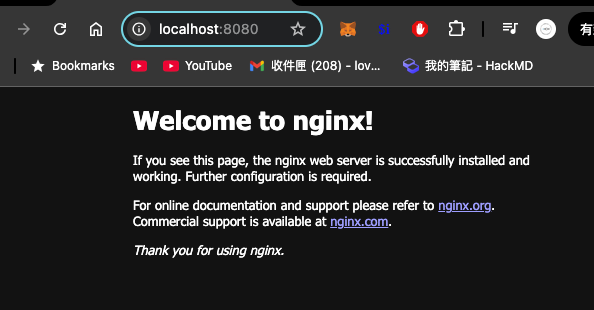 localhost:8080
Bookmarks YouTube 收件匣 (208) – lov... 我的筆記 - HackMD
Welcome to nginx!
If you see this page, the nginx web server is successfully installed and
working. Further configuration is required.
For online documentation and support please refer to nginx.org.
Commercial support is available at nginx.com.
Thank you for using nginx.